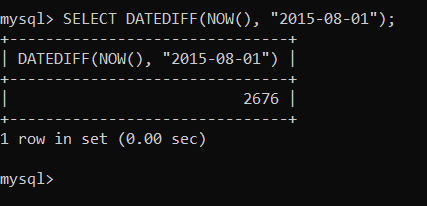 mysql> SELECT DATEDIFF(NOW(), "2015-08-01");
+-------------------------------+
| DATEDIFF(NOW(), "2015-08-01") |
+-------------------------------+
|                          2676 |
+-------------------------------+
1 row in set (0.00 sec)
mysql>